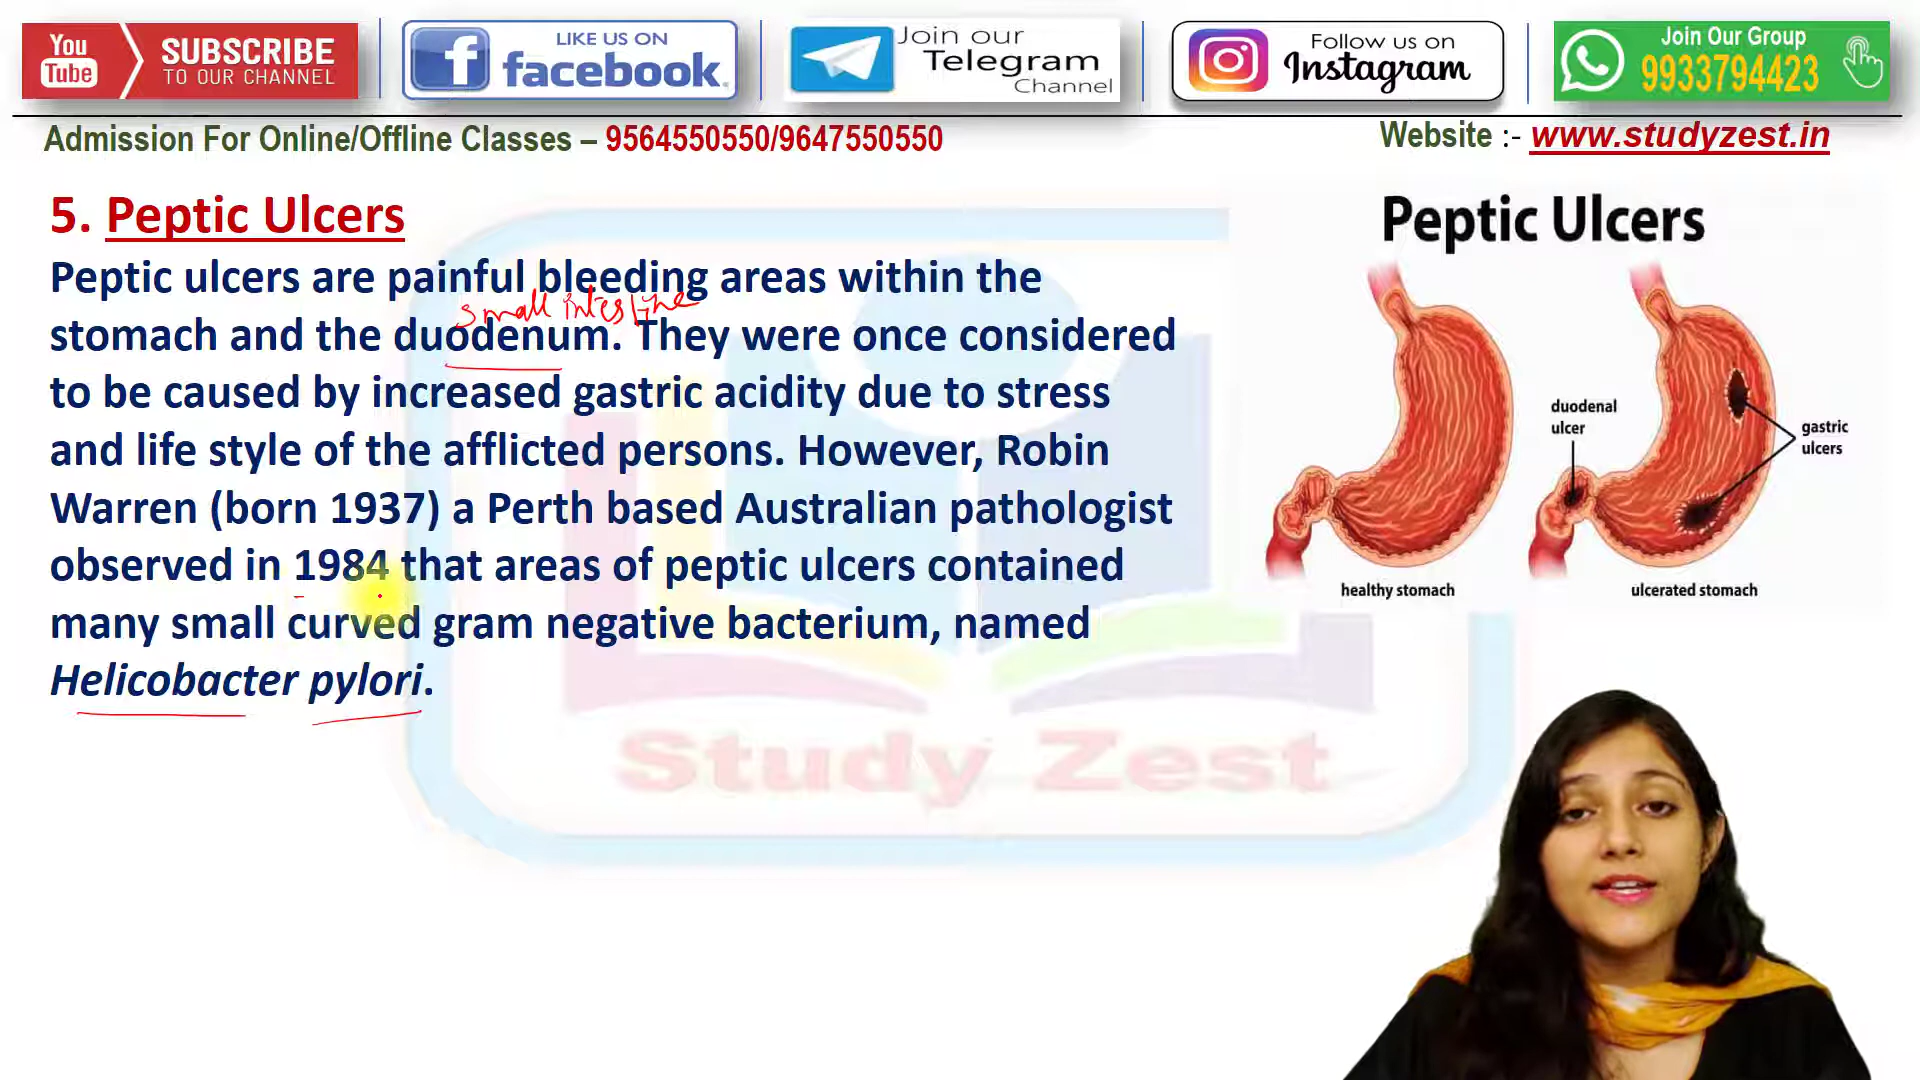 You Tube SUBSCRIBE TO OUR CHANNEL
f LIKE US ON facebook.
Join our Telegram Channel
Follow us on Instagram
Join Our Group 9933794423
Admission For Online/Offline Classes – 9564550550/9647550550
Website :- www.studyzest.in
5. Peptic Ulcers
Peptic ulcers are painful bleeding areas within the
small intestine
stomach and the duodenum. They were once considered
to be caused by increased gastric acidity due to stress
and life style of the afflicted persons. However, Robin
Warren (born 1937) a Perth based Australian pathologist
observed in 1984 that areas of peptic ulcers contained
many small curved gram negative bacterium, named
Helicobacter pylori.
Peptic Ulcers
duodenal
ulcer
gastric
ulcers
healthy stomach
ulcerated stomach
Study Zest